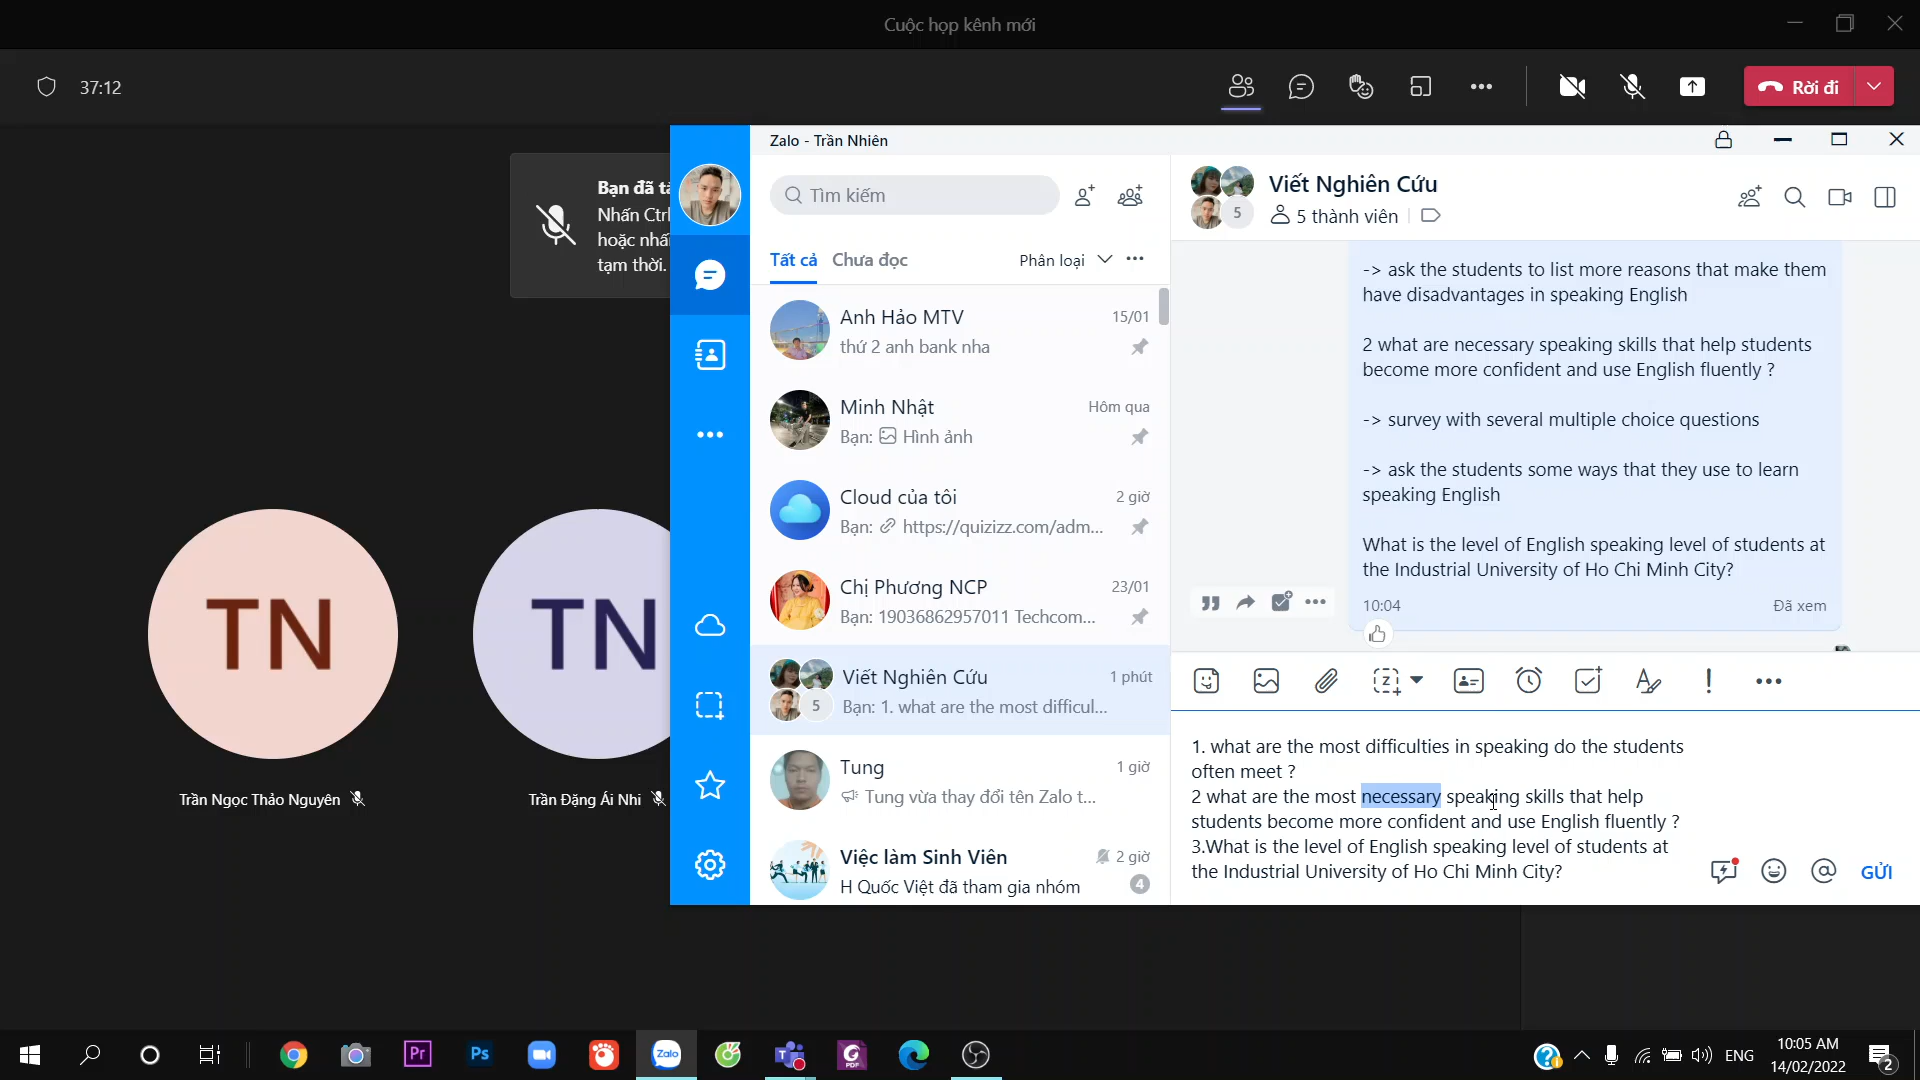 Cuộc họp kênh mới
37:12
Rời đi
Bạn đã tả
Nhấn Ctrl
hoặc nhấ
tạm thời.
TN
TN
Trần Ngọc Thảo Nguyên
Trần Đặng Ái Nhi
Zalo - Trần Nhiên
Tìm kiếm
Tất cả
Chưa đọc
Phân loại
Anh Hảo MTV
15/01
thứ 2 anh bank nha
Minh Nhật
Hôm qua
Bạn: Hình ảnh
Cloud của tôi
2 giờ
Bạn: https://quizizz.com/adm...
Chị Phương NCP
23/01
Bạn: 19036862957011 Techcom...
Viết Nghiên Cứu
1 phút
5
Bạn: 1. what are the most difficul...
Tung
1 giờ
Tung vừa thay đổi tên Zalo t...
Việc làm Sinh Viên
2 giờ
H Quốc Việt đã tham gia nhóm
4
Viết Nghiên Cứu
5
5 thành viên
-> ask the students to list more reasons that make them
have disadvantages in speaking English
2 what are necessary speaking skills that help students
become more confident and use English fluently ?
-> survey with several multiple choice questions
-> ask the students some ways that they use to learn
speaking English
What is the level of English speaking level of students at
the Industrial University of Ho Chi Minh City?
10:04
Đã xem
1. what are the most difficulties in speaking do the students
often meet ?
2 what are the most necessary speaking skills that help
students become more confident and use English fluently ?
3.What is the level of English speaking level of students at
the Industrial University of Ho Chi Minh City?
GỬI
Pr
Ps
Zalo
PDF
ENG
10:05 AM
14/02/2022
2